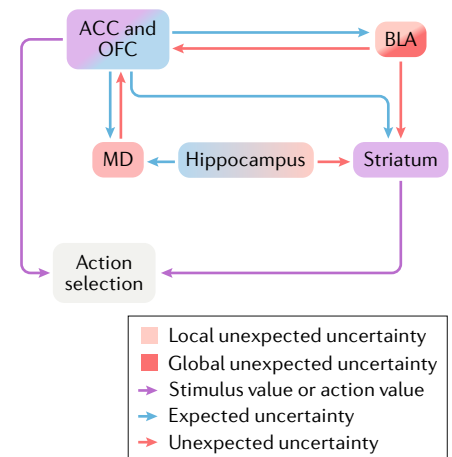 ACC and
OFC
BLA
MD
Hippocampus
Striatum
Action
selection
Local unexpected uncertainty
Global unexpected uncertainty
Stimulus value or action value
Expected uncertainty
Unexpected uncertainty